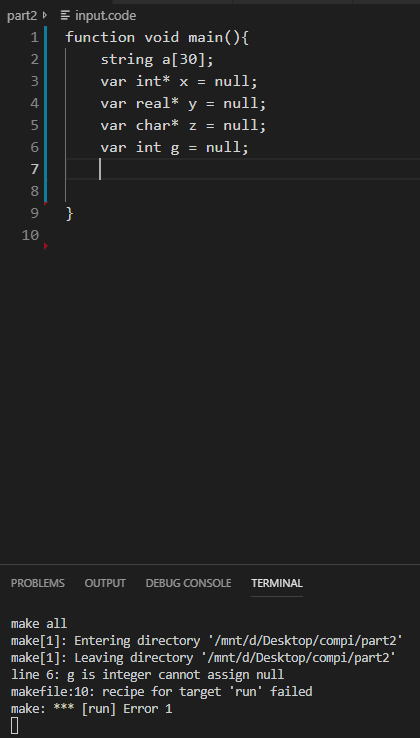 part2 input.code
1 function void main(){
2 string a[30];
3 var int* x = null;
4 var real* y = null;
5 var char* z = null;
6 var int g = null;
7
8
9 }
10
PROBLEMS OUTPUT DEBUG CONSOLE TERMINAL
make all
make[1]: Entering directory '/mnt/d/Desktop/compi/part2'
make[1]: Leaving directory '/mnt/d/Desktop/compi/part2'
line 6: g is integer cannot assign null
makefile:10: recipe for target 'run' failed
make: *** [run] Error 1